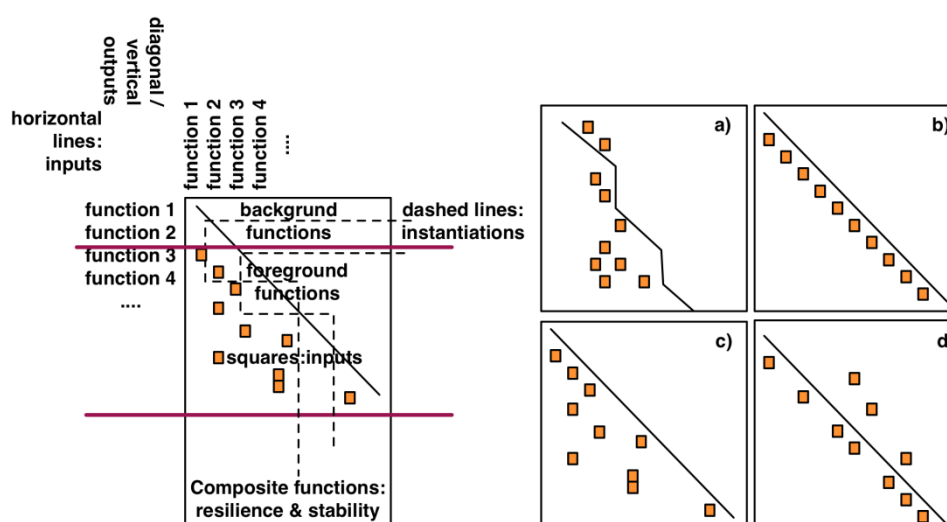 diagonal /
vertical
outputs
horizontal
lines:
inputs
function 1
function 2
function 3
function 4
....
function 1
function 2
function 3
function 4
....
backgrund
functions
foreground
functions
squares:inputs
dashed lines:
instantiations
Composite functions:
resilience & stability
a)
b)
c)
d